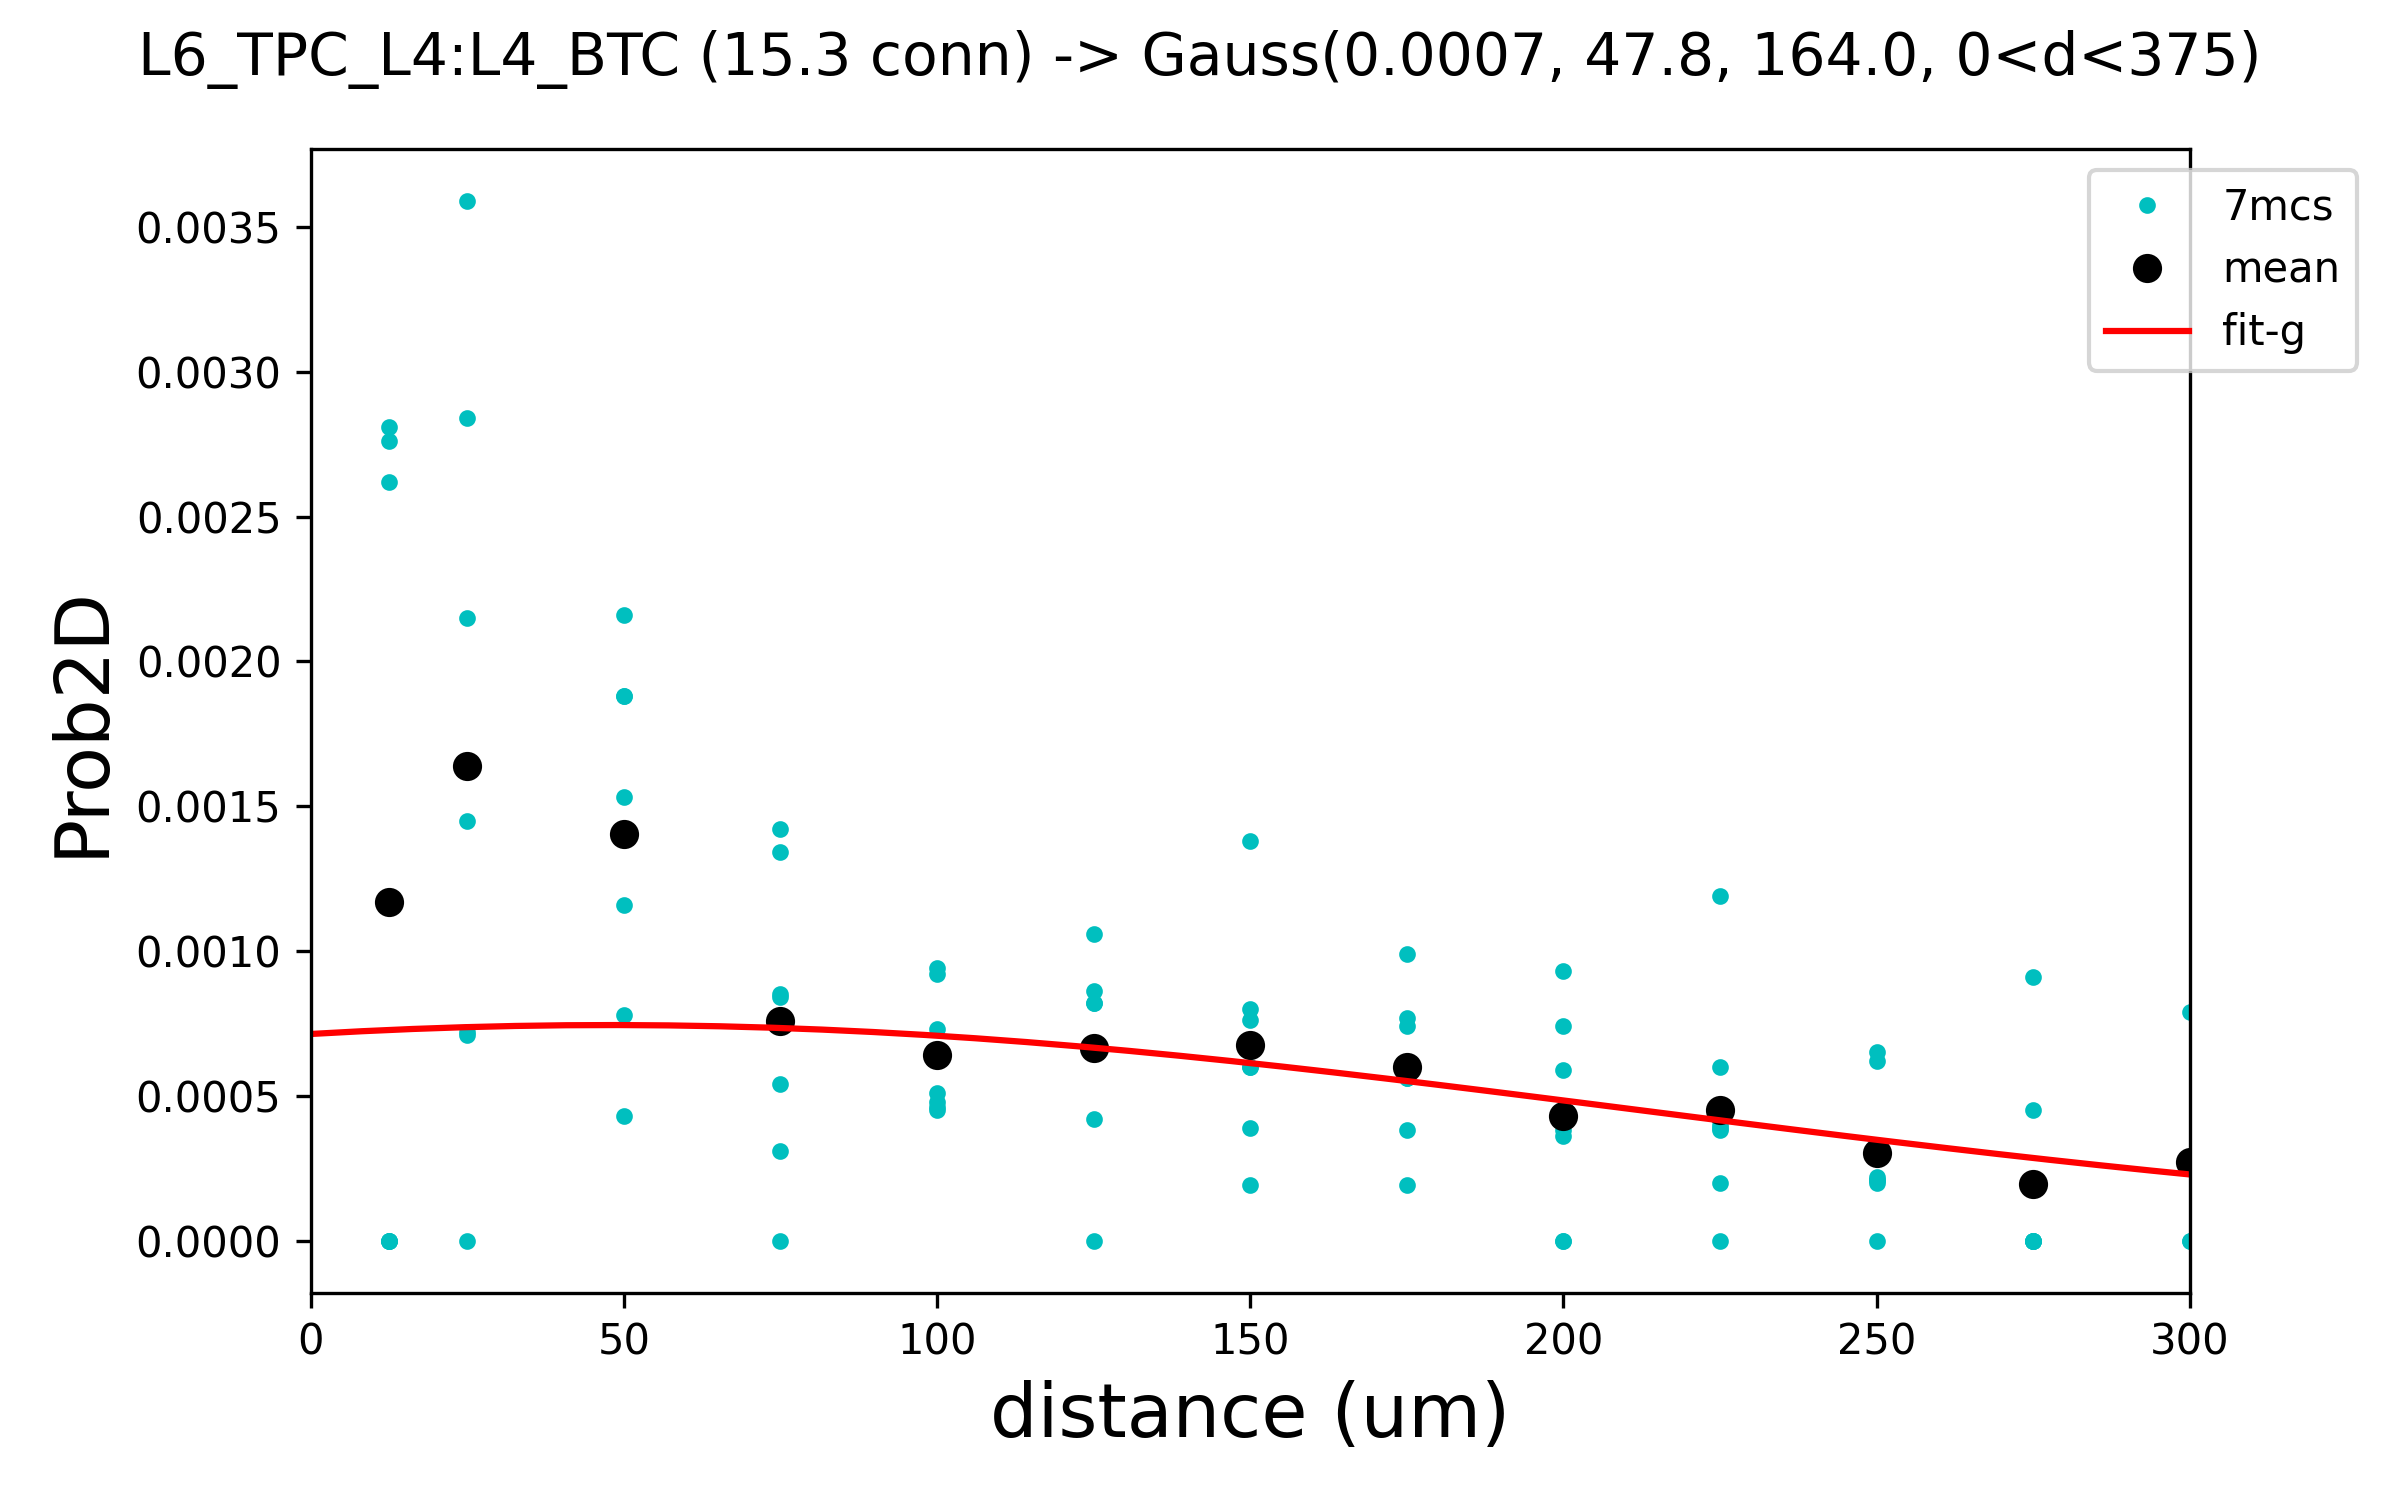 L6_TPC_L4:L4_BTC (15.3 conn) -> Gauss(0.0007, 47.8, 164.0, 0<d<375)
7mcs
mean
fit-g
0.0035
0.0030
0.0025
0.0020
0.0015
0.0010
0.0005
0.0000
Prob2D
0 50 100 150 200 250 300
distance (um)